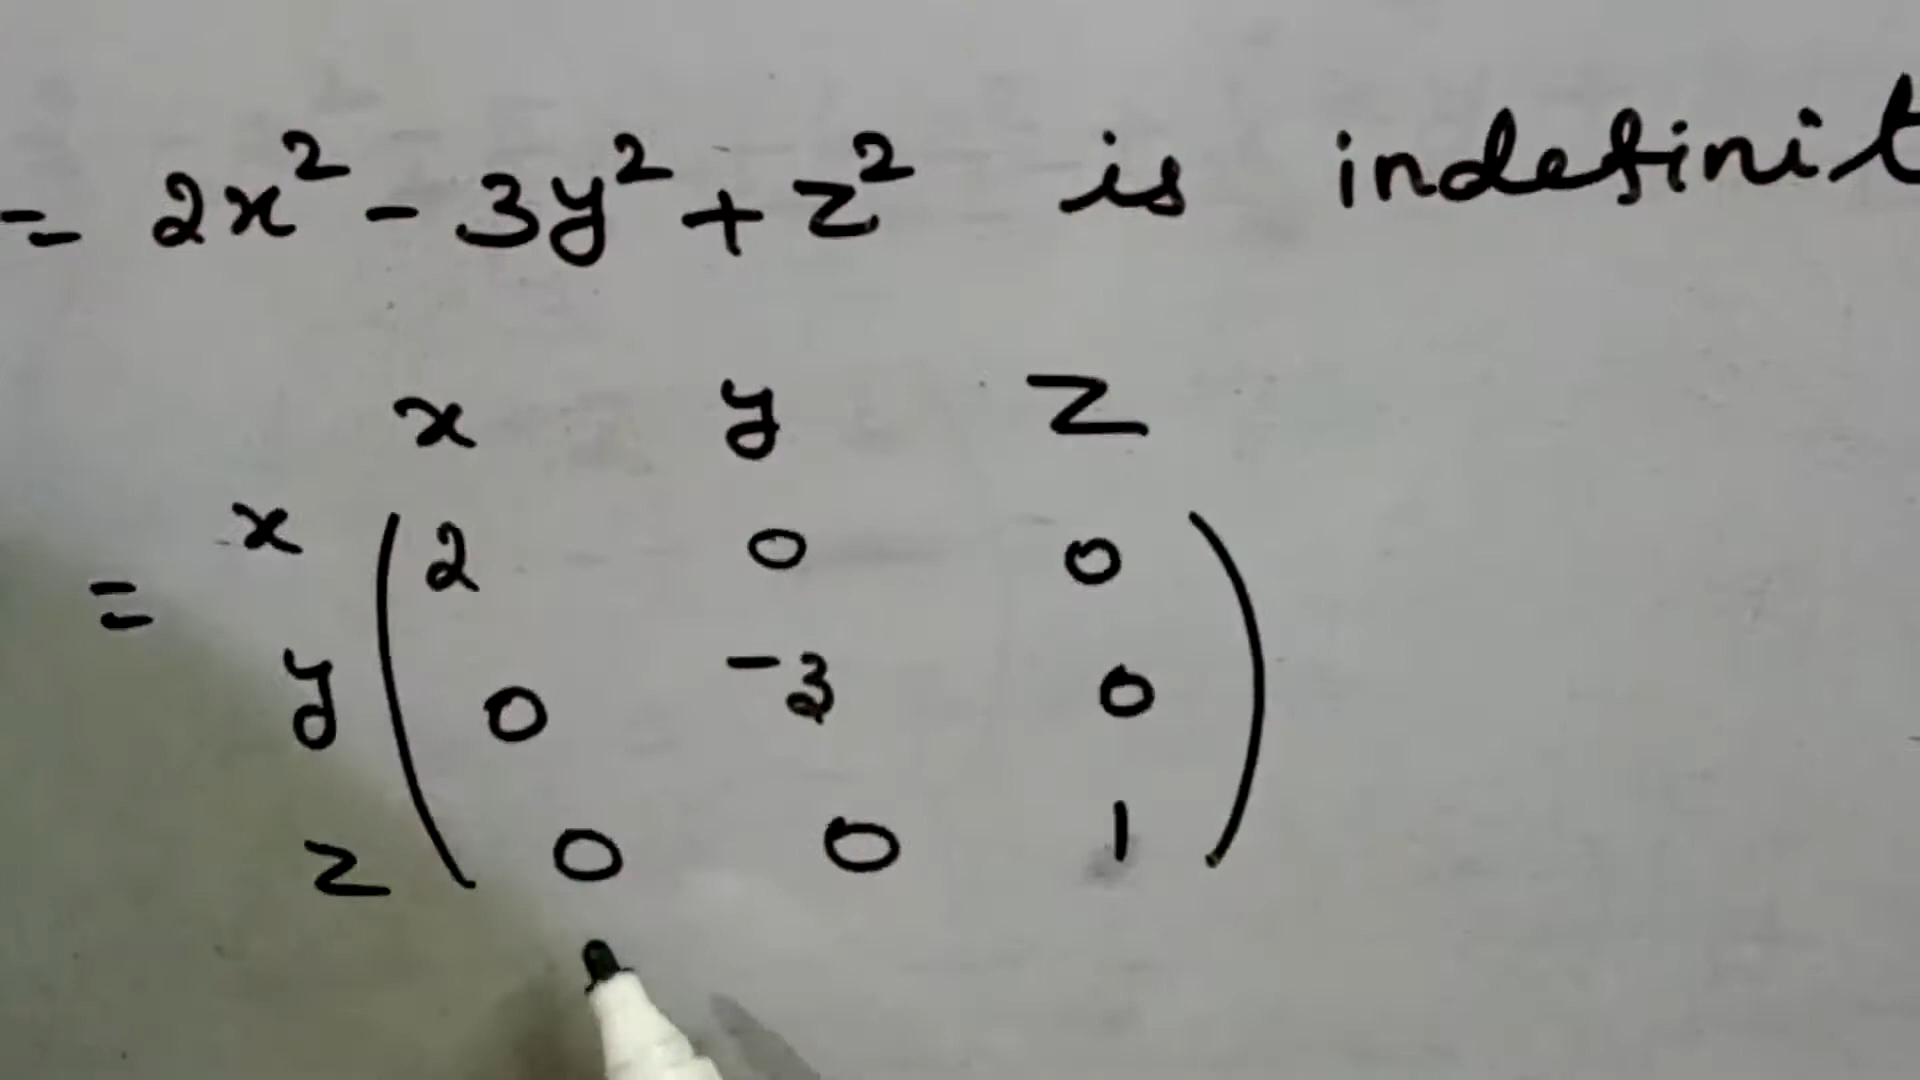 = 2x² - 3y² + z² is indefinit
x y z
x 2 0 0
=
y 0 -3 0
z 0 0 1